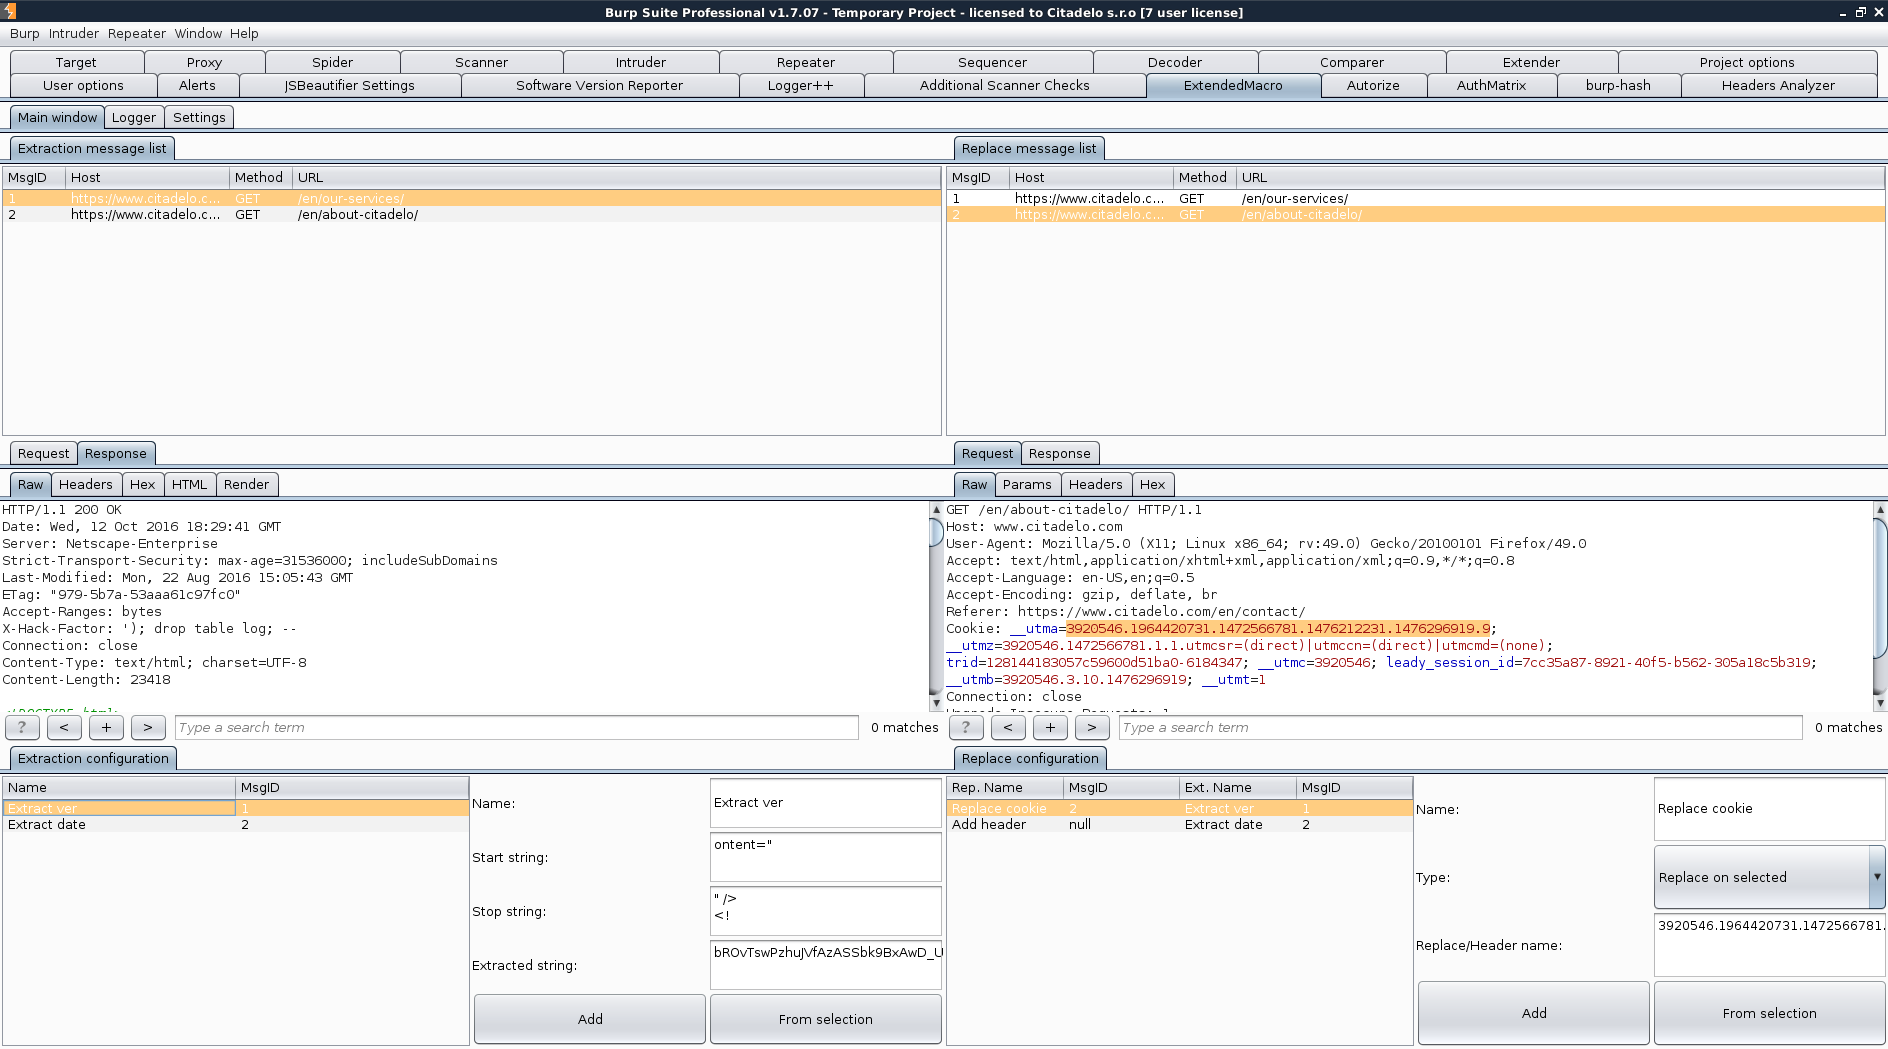 Burp Suite Professional v1.7.07 - Temporary Project - licensed to Citadelo s.r.o [7 user license]
Burp Intruder Repeater Window Help
Target Proxy Spider Scanner Intruder Repeater Sequencer Decoder Comparer Extender Project options
User options Alerts JSBeautifier Settings Software Version Reporter Logger++ Additional Scanner Checks ExtendedMacro Autorize AuthMatrix burp-hash Headers Analyzer
Main window Logger Settings
Extraction message list
MsgID Host Method URL
1 https://www.citadelo.c... GET /en/our-services/
2 https://www.citadelo.c... GET /en/about-citadelo/
Replace message list
MsgID Host Method URL
1 https://www.citadelo.c... GET /en/our-services/
2 https://www.citadelo.c... GET /en/about-citadelo/
Request Response
Raw Headers Hex HTML Render
HTTP/1.1 200 OK
Date: Wed, 12 Oct 2016 18:29:41 GMT
Server: Netscape-Enterprise
Strict-Transport-Security: max-age=31536000; includeSubDomains
Last-Modified: Mon, 22 Aug 2016 15:05:43 GMT
ETag: "979-5b7a-53aaa61c97fc0"
Accept-Ranges: bytes
X-Hack-Factor: '); drop table log; --
Connection: close
Content-Type: text/html; charset=UTF-8
Content-Length: 23418
<!DOCTYPE html>
? < + > Type a search term 0 matches
Request Response
Raw Params Headers Hex
GET /en/about-citadelo/ HTTP/1.1
Host: www.citadelo.com
User-Agent: Mozilla/5.0 (X11; Linux x86_64; rv:49.0) Gecko/20100101 Firefox/49.0
Accept: text/html,application/xhtml+xml,application/xml;q=0.9,*/*;q=0.8
Accept-Language: en-US,en;q=0.5
Accept-Encoding: gzip, deflate, br
Referer: https://www.citadelo.com/en/contact/
Cookie: __utma=3920546.1964420731.1472566781.1476212231.1476296919.9;
__utmz=3920546.1472566781.1.1.utmcsr=(direct)|utmccn=(direct)|utmcmd=(none);
trid=128144183057c59600d51ba0-6184347; __utmc=3920546; leady_session_id=7cc35a87-8921-40f5-b562-305a18c5b319;
__utmb=3920546.3.10.1476296919; __utmt=1
Connection: close
Upgrade-Insecure-Requests: 1
? < + > Type a search term 0 matches
Extraction configuration
Name MsgID
Extract ver 1
Extract date 2
Name: Extract ver
Start string: ontent="
Stop string: " />
<!
Extracted string: bROvTswPzhuJVfAzASSbk9BxAwD_U
Add From selection
Replace configuration
Rep. Name MsgID Ext. Name MsgID
Replace cookie 2 Extract ver 1
Add header null Extract date 2
Name: Replace cookie
Type: Replace on selected
Replace/Header name: 3920546.1964420731.1472566781.
Add From selection